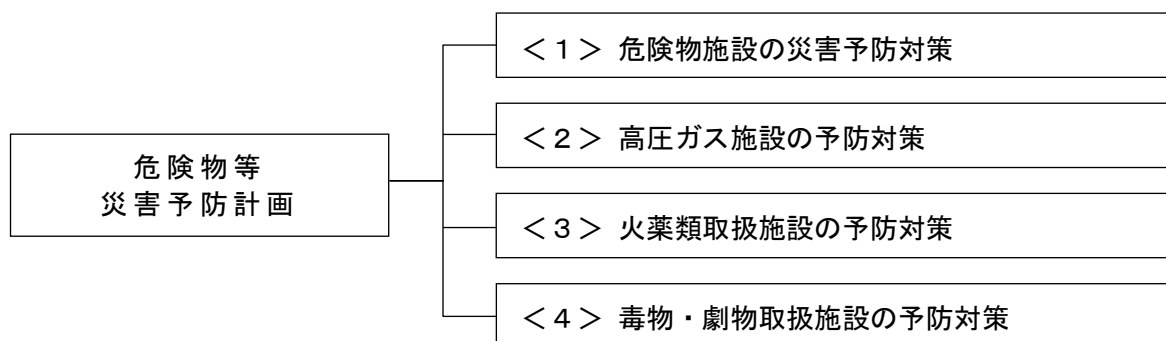 危険物等
災害予防計画
＜１＞ 危険物施設の災害予防対策
＜２＞ 高圧ガス施設の予防対策
＜３＞ 火薬類取扱施設の予防対策
＜４＞ 毒物・劇物取扱施設の予防対策